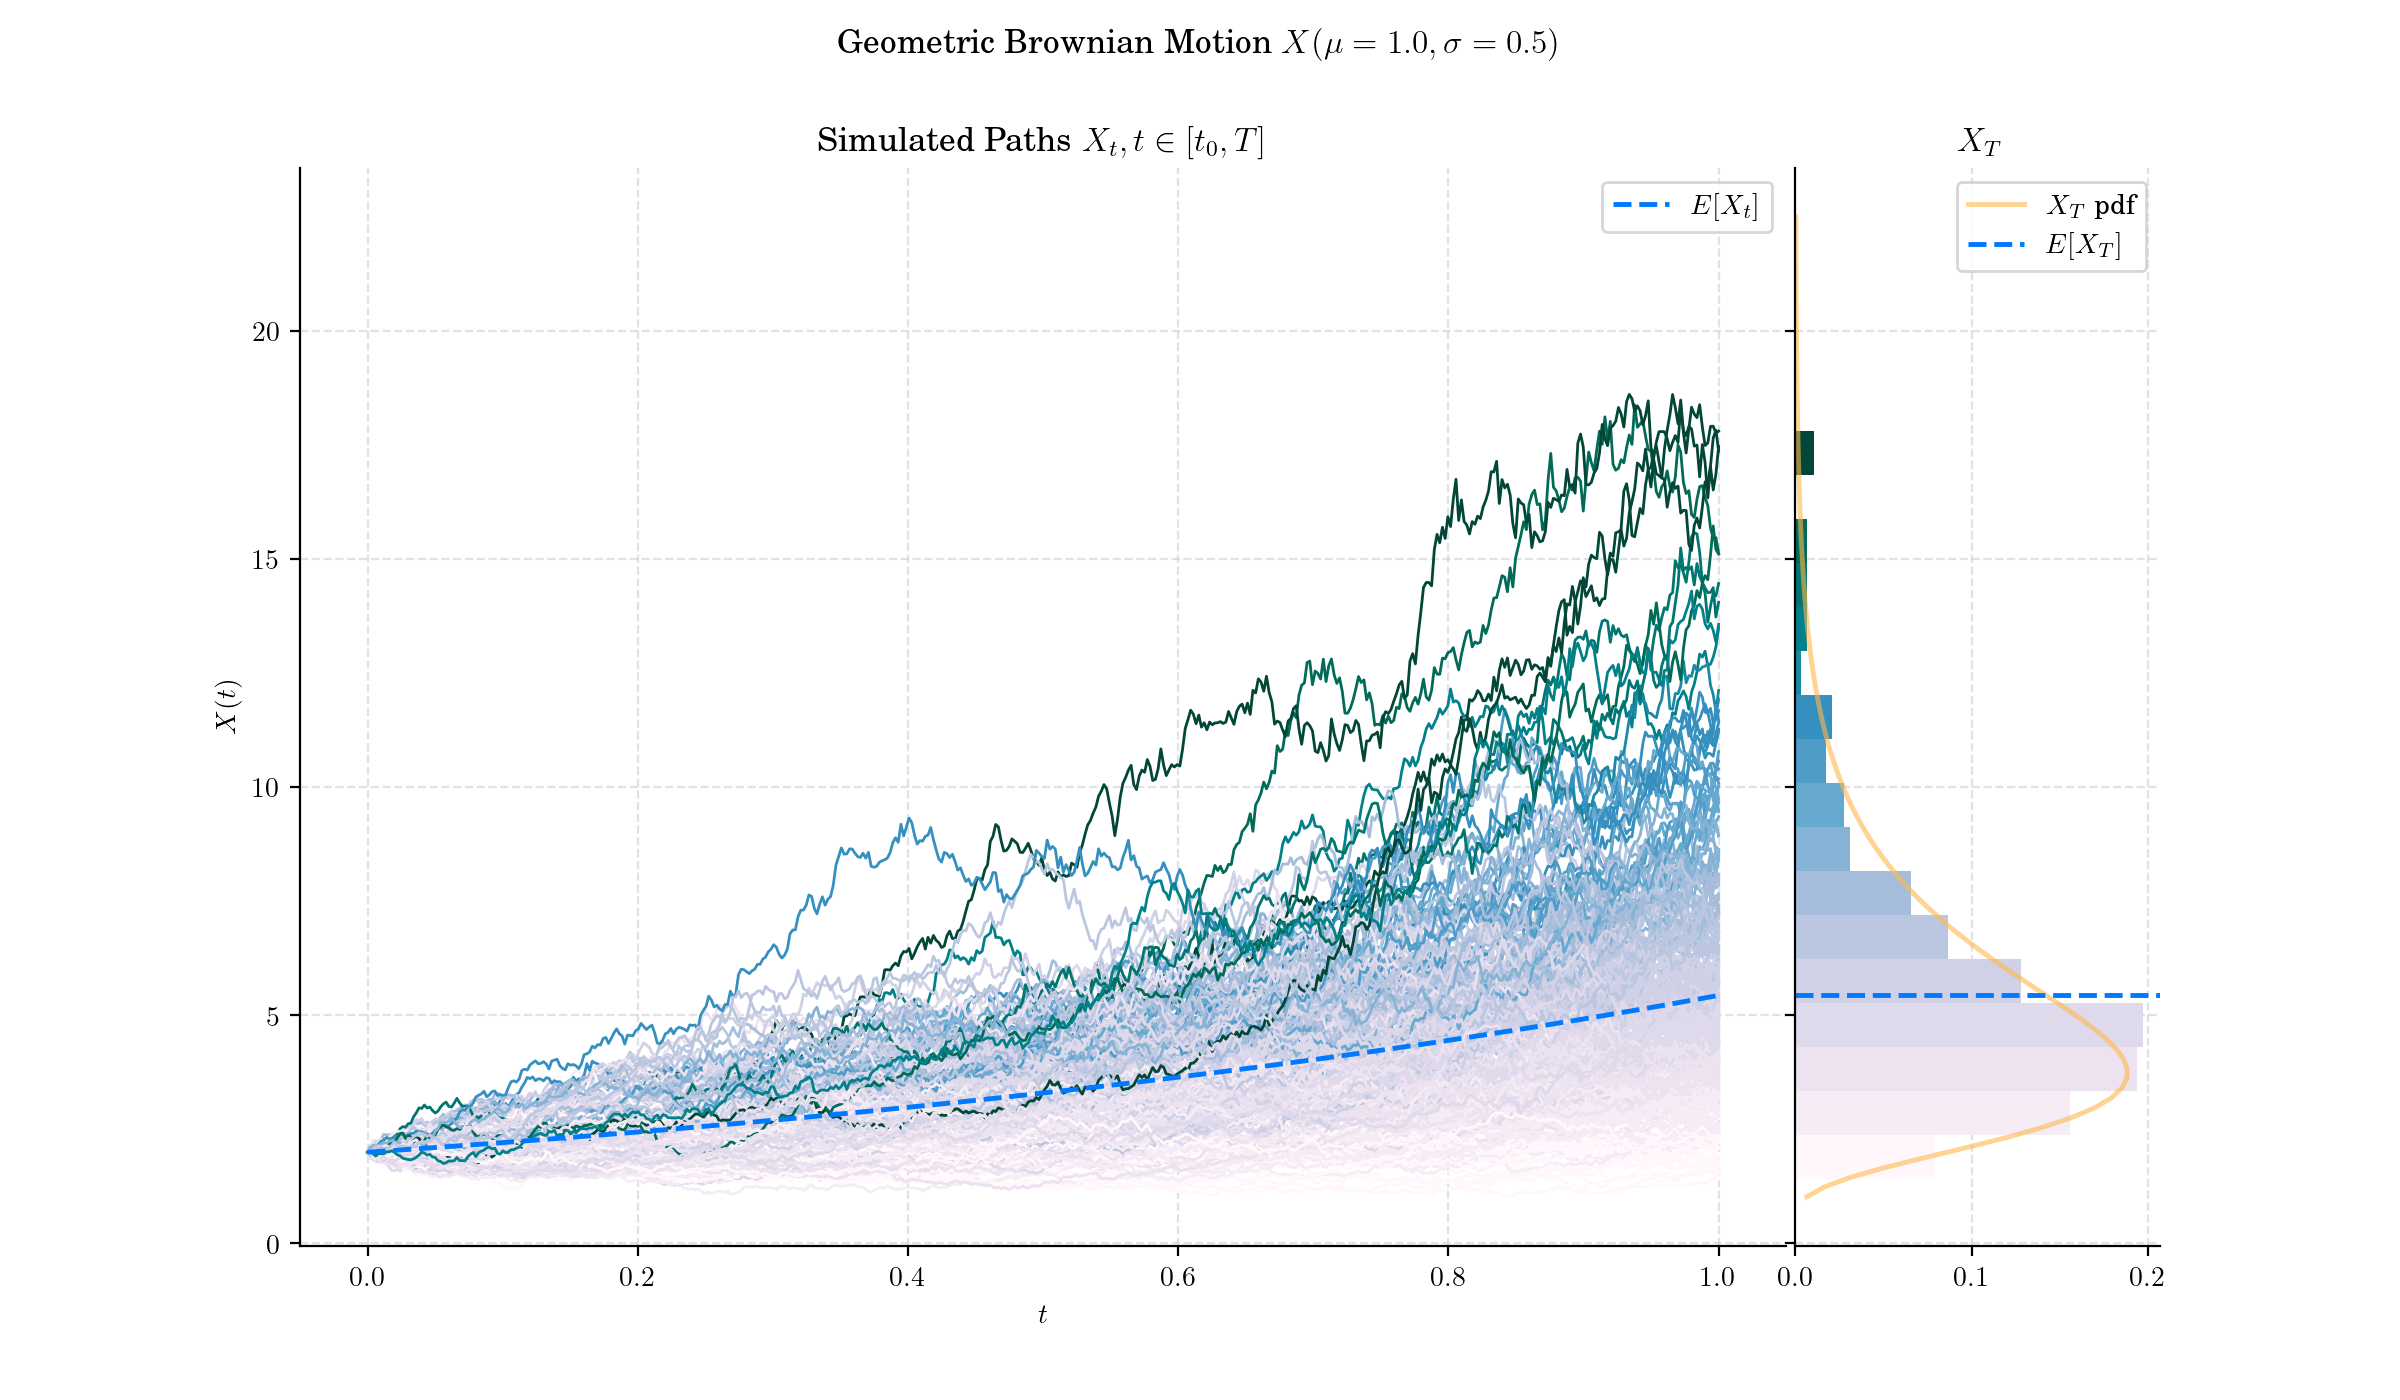 Geometric Brownian Motion X(μ = 1.0, σ = 0.5)
Simulated Paths X_t, t ∈ [t_0, T]
X_T
E[X_t]
X_T pdf
E[X_T]
20
15
10
5
0
X(t)
0.0
0.2
0.4
0.6
0.8
1.0
0.0
0.1
0.2
t